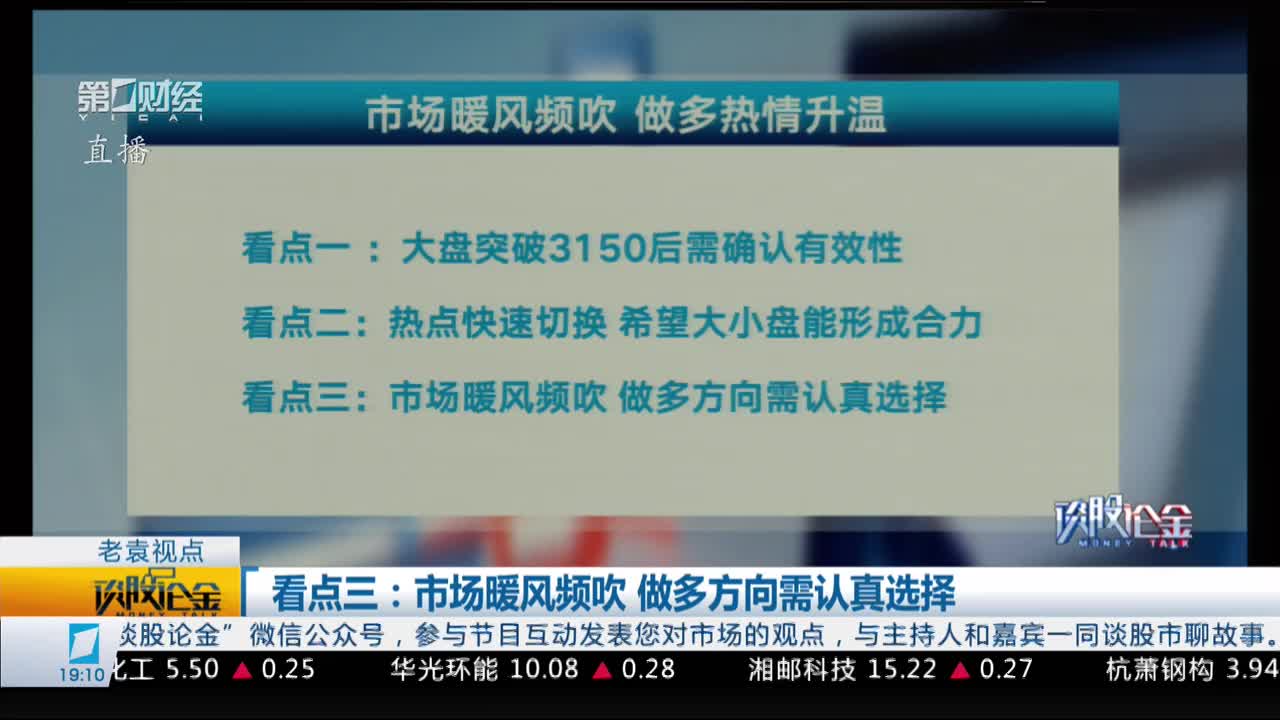 第一财经
YICAI
直播
市场暖风频吹 做多热情升温
看点一：大盘突破3150后需确认有效性
看点二：热点快速切换 希望大小盘能形成合力
看点三：市场暖风频吹 做多方向需认真选择
谈股论金
MONEY TALK
老袁视点
谈股论金
MONEY TALK
看点三：市场暖风频吹 做多方向需认真选择
谈股论金”微信公众号，参与节目互动发表您对市场的观点，与主持人和嘉宾一同谈股市聊故事。
19:10
化工 5.50 ▲ 0.25 华光环能 10.08 ▲ 0.28 湘邮科技 15.22 ▲ 0.27 杭萧钢构 3.94